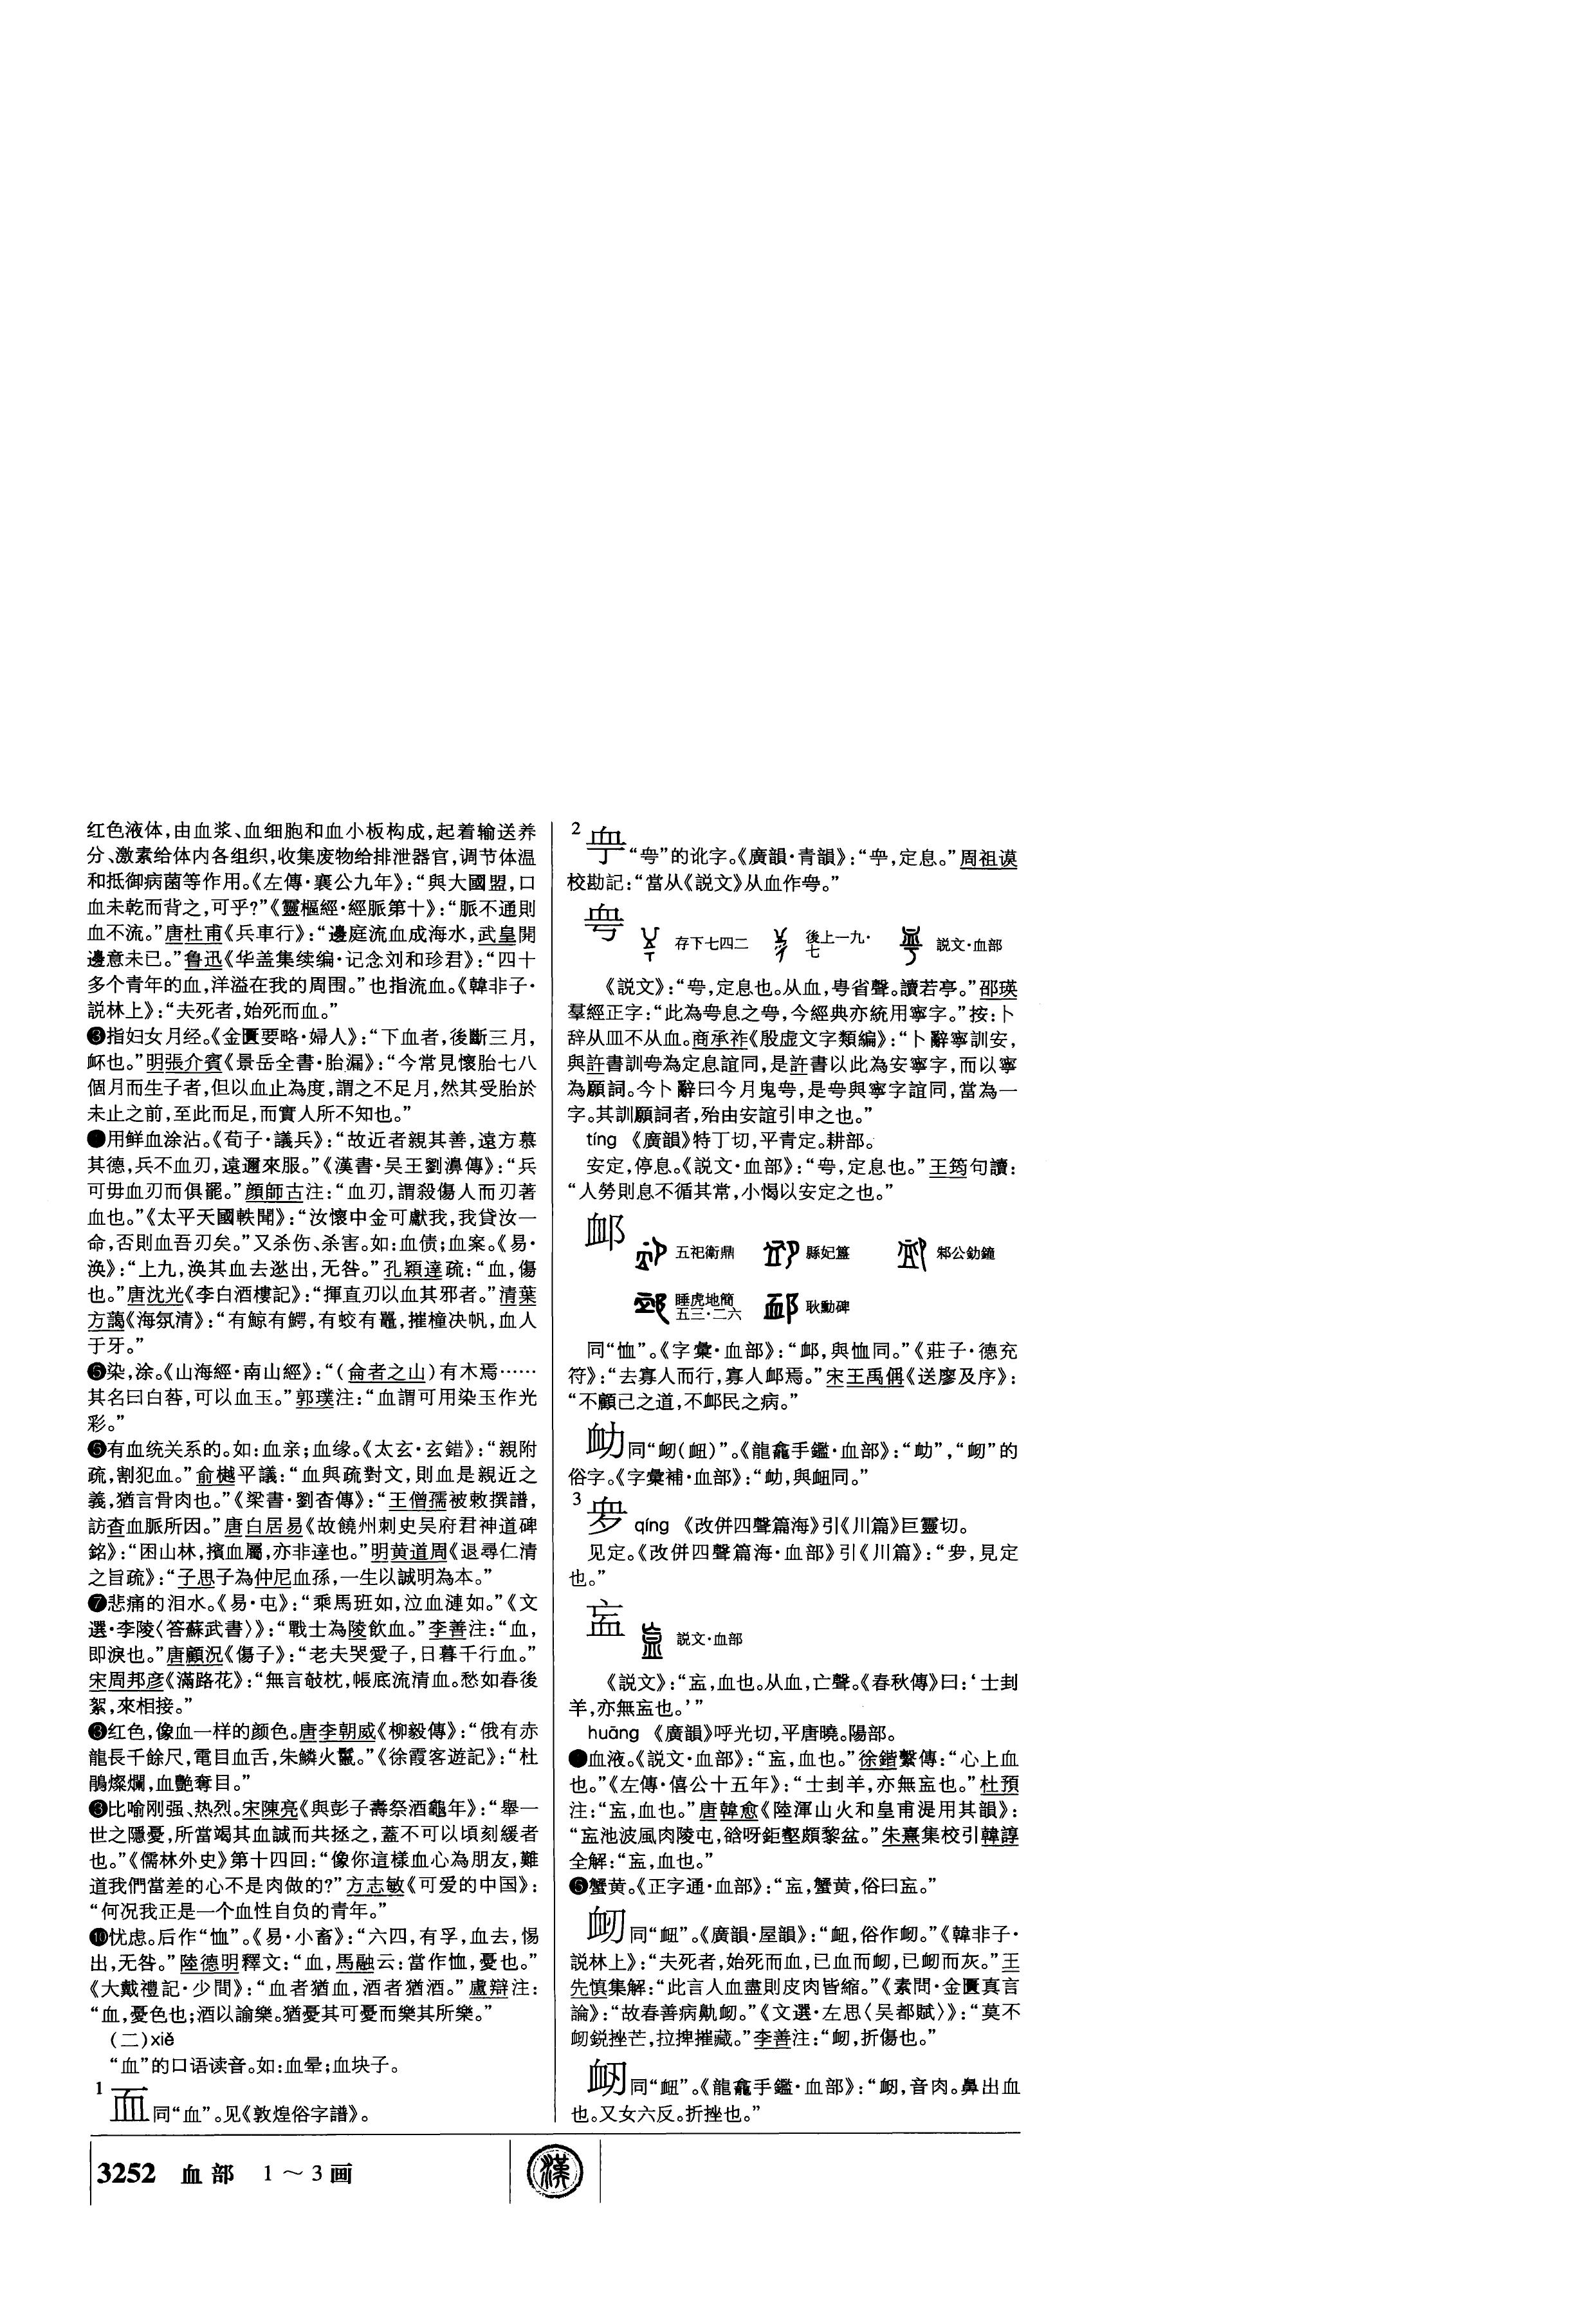 红色液体,由血浆、血细胞和血小板构成,起着输送养
分、激素给体内各组织,收集废物给排泄器官,调节体温
和抵御病菌等作用。《左傳·襄公九年》:“與大國盟,口
血未乾而背之,可乎?”《靈樞經·經脈第十》:“脈不通則
血不流。”唐杜甫《兵車行》:“邊庭流血成海水,武皇開
邊意未已。”鲁迅《华盖集续编·记念刘和珍君》:“四十
多个青年的血,洋溢在我的周围。”也指流血。《韓非子·
説林上》:“夫死者,始死而血。”
❸指妇女月经。《金匱要略·婦人》:“下血者,後斷三月,
衃也。”明張介賓《景岳全書·胎漏》:“今常見懷胎七八
個月而生子者,但以血止為度,謂之不足月,然其受胎於
未止之前,至此而足,而實人所不知也。”
用鲜血涂沾。《荀子·議兵》:“故近者親其善,遠方慕
其德,兵不血刃,遠邇來服。”《漢書·吴王劉濞傳》:“兵
可毋血刃而俱罷。”顔師古注:“血刃,謂殺傷人而刃著
血也。”《太平天國軼聞》:“汝懷中金可獻我,我貸汝一
命,否則血吾刃矣。”又杀伤、杀害。如:血债;血案。《易·
涣》:“上九,涣其血去逖出,无咎。”孔穎達疏:“血,傷
也。”唐沈光《李白酒樓記》:“揮直刃以血其邪者。”清葉
方藹《海氛清》:“有鲸有鰐,有蛟有鼍,摧橦决帆,血人
于牙。”
❺染,涂。《山海經·南山經》:“(侖者之山)有木焉……
其名曰白䓘,可以血玉。”郭璞注:“血謂可用染玉作光
彩。”
❺有血统关系的。如:血亲;血缘。《太玄·玄錯》:“親附
疏,割犯血。”俞樾平議:“血與疏對文,則血是親近之
義,猶言骨肉也。”《梁書·劉杳傳》:“王僧孺被敕撰譜,
訪杳血脈所因。”唐白居易《故饒州刺史吴府君神道碑
銘》:“困山林,擯血屬,亦非達也。”明黄道周《退尋仁清
之旨疏》:“子思子為仲尼血孫,一生以誠明為本。”
❼悲痛的泪水。《易·屯》:“乘馬班如,泣血漣如。”《文
選·李陵〈答蘇武書〉》:“戰士為陵飲血。”李善注:“血,
即淚也。”唐顧況《傷子》:“老夫哭愛子,日暮千行血。”
宋周邦彦《滿路花》:“無言敧枕,帳底流清血。愁如春後
絮,來相接。”
❸红色,像血一样的颜色。唐李朝威《柳毅傳》:“俄有赤
龍長千餘尺,電目血舌,朱鱗火鬣。”《徐霞客遊記》:“杜
鵑燦爛,血艷奪目。”
❸比喻刚强、热烈。宋陳亮《與彭子壽祭酒龜年》:“舉一
世之隱憂,所當竭其血誠而共拯之,蓋不可以頃刻緩者
也。”《儒林外史》第十四回:“像你這樣血心為朋友,難
道我們當差的心不是肉做的?”方志敏《可爱的中国》:
“何况我正是一个血性自负的青年。”
❿忧虑。后作“恤”。《易·小畜》:“六四,有孚,血去,惕
出,无咎。”陸德明釋文:“血,馬融云:當作恤,憂也。”
《大戴禮記·少間》:“血者猶血,酒者猶酒。”盧辯注:
“血,憂色也;酒以諭樂。猶憂其可憂而樂其所樂。”
(二)xiě
“血”的口语读音。如:血晕;血块子。
1
同“血”。见《敦煌俗字譜》。
2
“甹”的讹字。《廣韻·青韻》:“,定息。”周祖谟
校勘記:“當从《説文》从血作。”
存下七四二 後上一九·七 説文·血部
《説文》:“,定息也。从血,甹省聲。讀若亭。”邵瑛
羣經正字:“此為息之,今經典亦統用寧字。”按:卜
辞从皿不从血。商承祚《殷虚文字類編》:“卜辭寧訓安,
與許書訓為定息誼同,是許書以此為安寧字,而以寧
為願詞。今卜辭曰今月鬼,是與寧字誼同,當為一
字。其訓願詞者,殆由安誼引申之也。”
tíng 《廣韻》特丁切,平青定。耕部。
安定,停息。《説文·血部》:“,定息也。”王筠句讀:
“人勞則息不循其常,小愒以安定之也。”
卹 五祀衛鼎 縣妃簋 邾公釛鐘
睡虎地簡五三·二六 耿勳碑
同“恤”。《字彙·血部》:“卹,與恤同。”《莊子·德充
符》:“去寡人而行,寡人卹焉。”宋王禹偁《送廖及序》:
“不顧己之道,不卹民之病。”
同“衂(衄)”。《龍龕手鑑·血部》:“”,“衂”的
俗字。《字彙補·血部》:“,與衄同。”
3
qíng 《改併四聲篇海》引《川篇》巨靈切。
见定。《改併四聲篇海·血部》引《川篇》:“,見定
也。”
衁 説文·血部
《説文》:“衁,血也。从血,亡聲。《春秋傳》曰:‘士刲
羊,亦無衁也。’”
huāng 《廣韻》呼光切,平唐曉。陽部。
血液。《説文·血部》:“衁,血也。”徐鍇繫傳:“心上血
也。”《左傳·僖公十五年》:“士刲羊,亦無衁也。”杜預
注:“衁,血也。”唐韓愈《陸渾山火和皇甫湜用其韻》:
“衁池波風肉陵屯,谽呀鉅壑頗黎盆。”朱熹集校引韓諄
全解:“衁,血也。”
❺蟹黄。《正字通·血部》:“衁,蟹黄,俗曰衁。”
衂 同“衄”。《廣韻·屋韻》:“衄,俗作衂。”《韓非子·
説林上》:“夫死者,始死而血,已血而衂,已衂而灰。”王
先慎集解:“此言人血盡則皮肉皆縮。”《素問·金匱真言
論》:“故春善病鼽衂。”《文選·左思〈吴都賦〉》:“莫不
衂鋭挫芒,拉捭摧藏。”李善注:“衂,折傷也。”
同“衄”。《龍龕手鑑·血部》:“,音肉。鼻出血
也。又女六反。折挫也。”
3252 血部 1～3画
漢